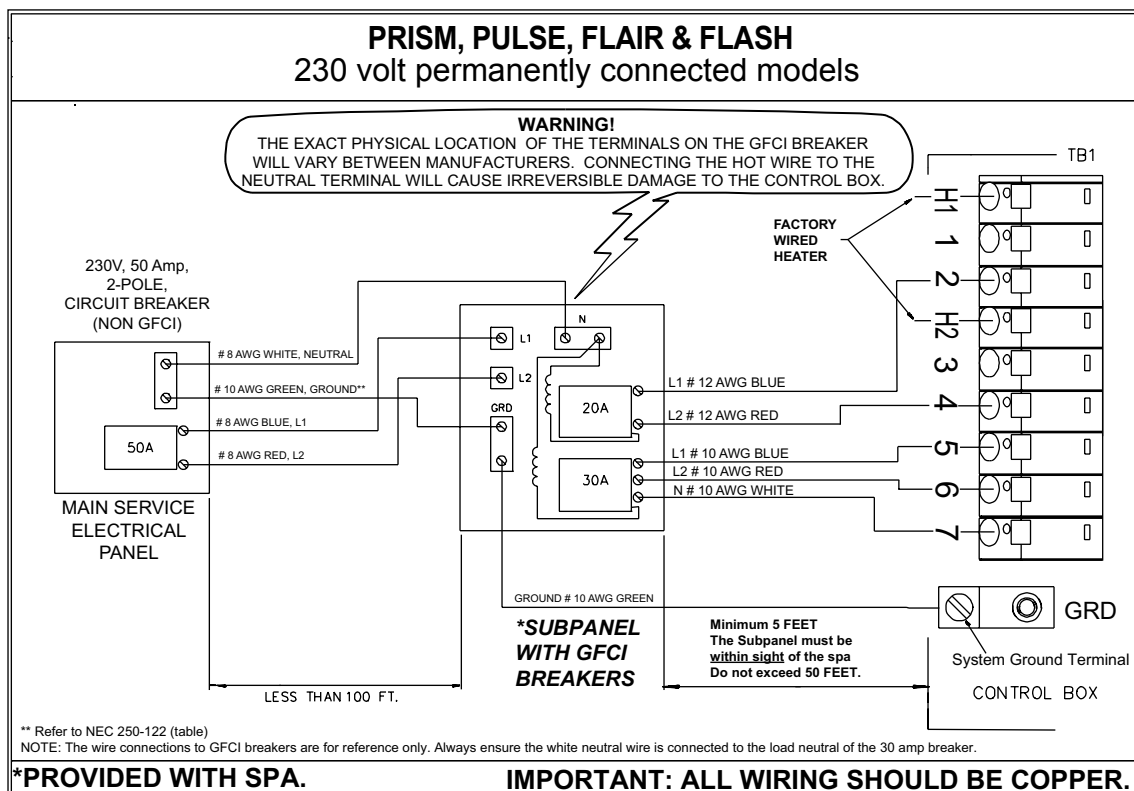 PRISM, PULSE, FLAIR & FLASH
230 volt permanently connected models
WARNING!
THE EXACT PHYSICAL LOCATION OF THE TERMINALS ON THE GFCI BREAKER
WILL VARY BETWEEN MANUFACTURERS. CONNECTING THE HOT WIRE TO THE
NEUTRAL TERMINAL WILL CAUSE IRREVERSIBLE DAMAGE TO THE CONTROL BOX.
TB1
H1
1
2
H2
3
4
5
6
7
FACTORY
WIRED
HEATER
230V, 50 Amp,
2-POLE,
CIRCUIT BREAKER
(NON GFCI)
# 8 AWG WHITE, NEUTRAL
# 10 AWG GREEN, GROUND**
# 8 AWG BLUE, L1
# 8 AWG RED, L2
50A
MAIN SERVICE
ELECTRICAL
PANEL
N
L1
L2
GRD
20A
30A
L1 # 12 AWG BLUE
L2 # 12 AWG RED
L1 # 10 AWG BLUE
L2 # 10 AWG RED
N # 10 AWG WHITE
GROUND # 10 AWG GREEN
*SUBPANEL
WITH GFCI
BREAKERS
Minimum 5 FEET
The Subpanel must be
within sight of the spa
Do not exceed 50 FEET.
GRD
System Ground Terminal
CONTROL BOX
LESS THAN 100 FT.
** Refer to NEC 250-122 (table)
NOTE: The wire connections to GFCI breakers are for reference only. Always ensure the white neutral wire is connected to the load neutral of the 30 amp breaker.
*PROVIDED WITH SPA.
IMPORTANT: ALL WIRING SHOULD BE COPPER.